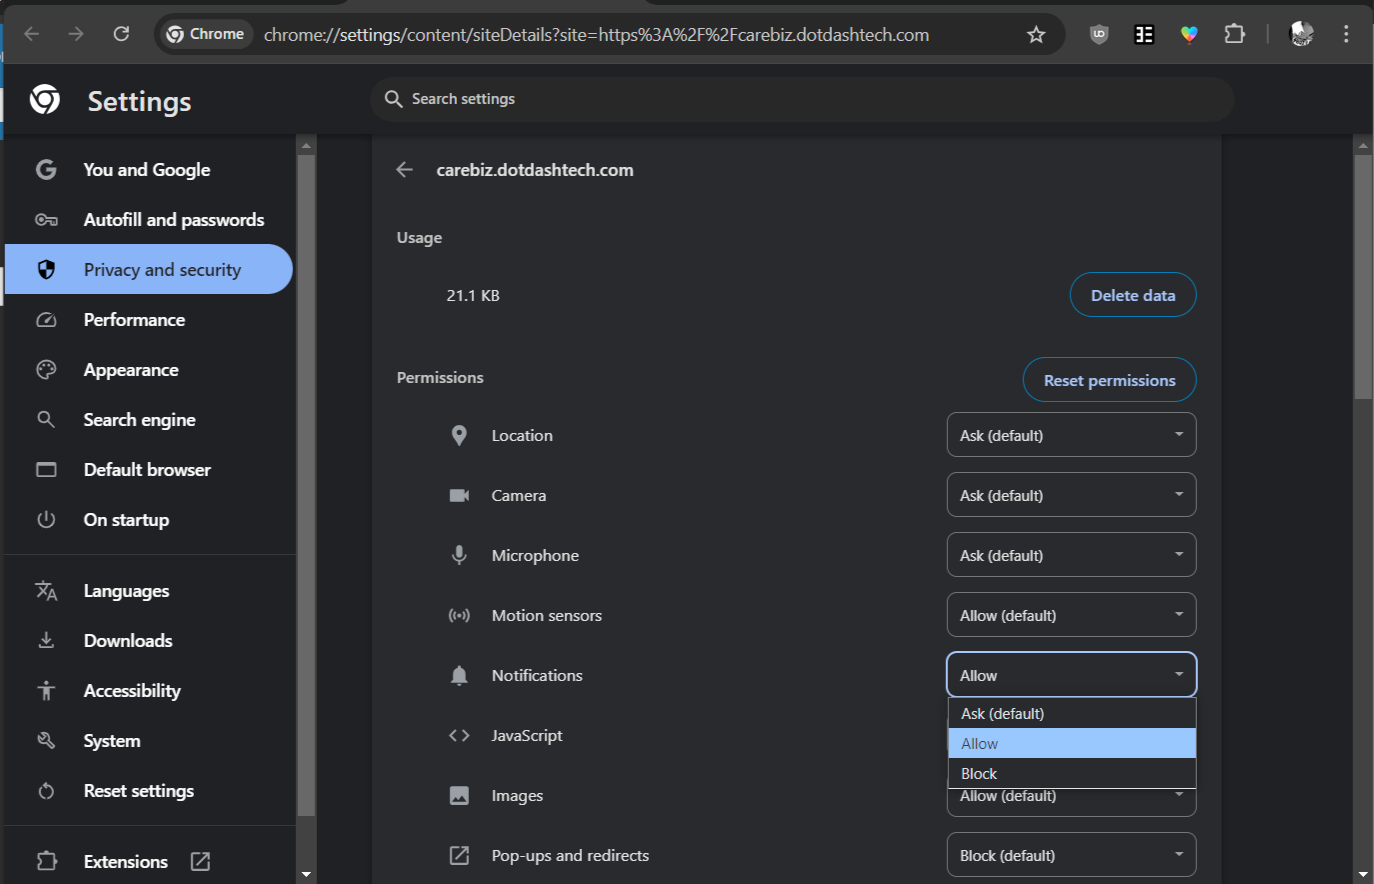 Chrome
chrome://settings/content/siteDetails?site=https%3A%2F%2Fcarebiz.dotdashtech.com
Settings
Search settings
You and Google
Autofill and passwords
Privacy and security
Performance
Appearance
Search engine
Default browser
On startup
Languages
Downloads
Accessibility
System
Reset settings
Extensions
carebiz.dotdashtech.com
Usage
21.1 KB
Delete data
Permissions
Reset permissions
Location
Ask (default)
Camera
Ask (default)
Microphone
Ask (default)
Motion sensors
Allow (default)
Notifications
Allow
Ask (default)
Allow
Block
JavaScript
Images
Allow (default)
Pop-ups and redirects
Block (default)